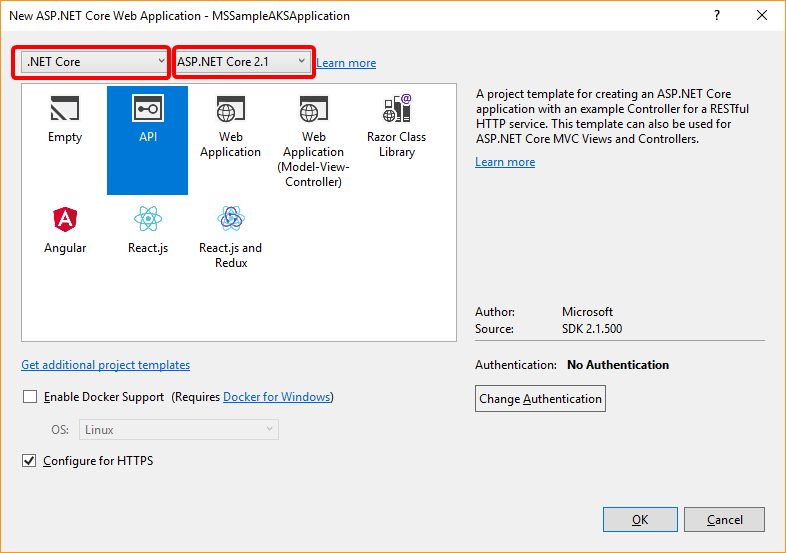 New ASP.NET Core Web Application - MSSampleAKSApplication
?
.NET Core
ASP.NET Core 2.1
Learn more
Empty
API
Web
Application
Web
Application
(Model-View-
Controller)
Razor Class
Library
Angular
React.js
React.js and
Redux
A project template for creating an ASP.NET Core
application with an example Controller for a RESTful
HTTP service. This template can also be used for
ASP.NET Core MVC Views and Controllers.
Learn more
Author: Microsoft
Source: SDK 2.1.500
Get additional project templates
Authentication: No Authentication
Enable Docker Support (Requires Docker for Windows)
Change Authentication
OS: Linux
Configure for HTTPS
OK
Cancel